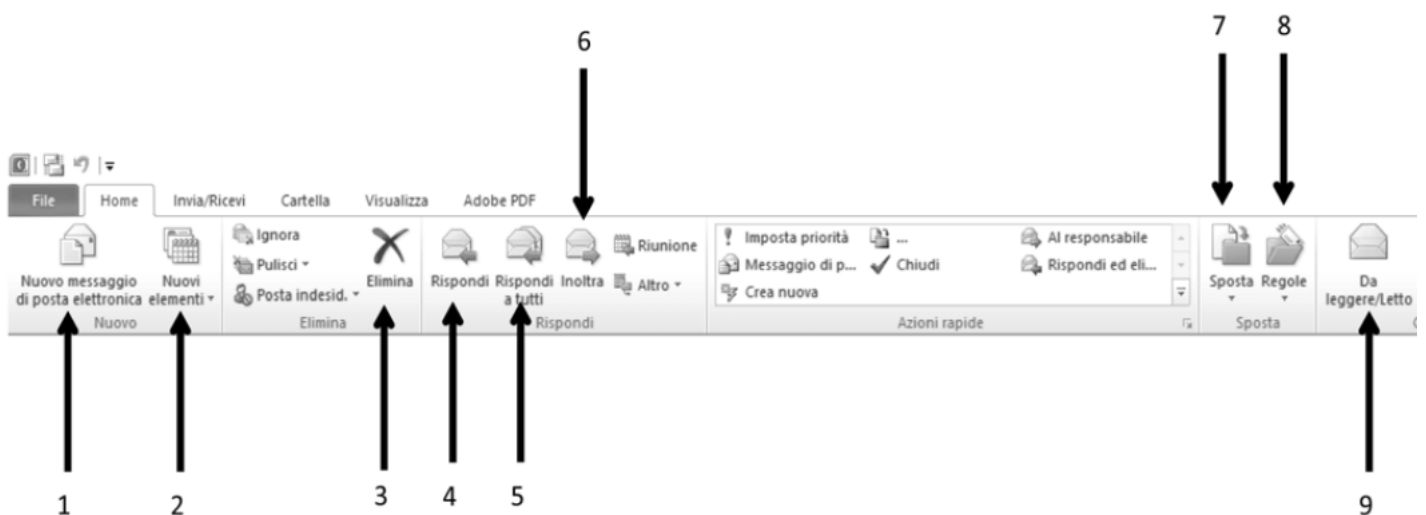 7 8
6
File Home Invia/Ricevi Cartella Visualizza Adobe PDF
Nuovo messaggio
di posta elettronica
Nuovi
elementi
Nuovo
Ignora
Pulisci
Posta indesid.
Elimina
Elimina
Rispondi
Rispondi
a tutti
Inoltra
Riunione
Altro
Rispondi
! Imposta priorità
Messaggio di p...
Crea nuova
...
Chiudi
Al responsabile
Rispondi ed eli...
Azioni rapide
Sposta
Regole
Sposta
Da
leggere/Letto
1 2 3 4 5 9